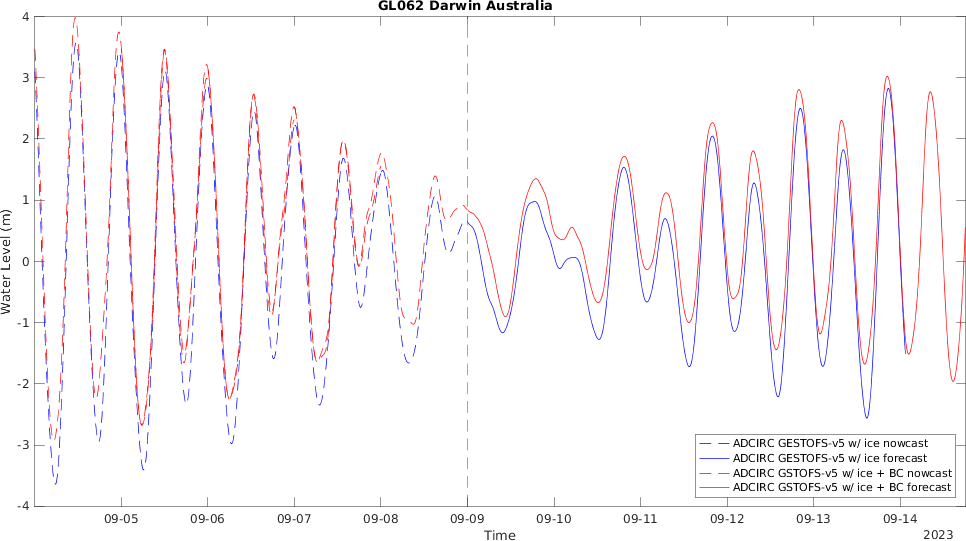 GL062 Darwin Australia
4
3
2
1
0
-1
-2
-3
-4
Water Level (m)
09-05 09-06 09-07 09-08 09-09 09-10 09-11 09-12 09-13 09-14
Time
2023
ADCIRC GESTOFS-v5 w/ ice nowcast
ADCIRC GESTOFS-v5 w/ ice forecast
ADCIRC GSTOFS-v5 w/ ice + BC nowcast
ADCIRC GSTOFS-v5 w/ ice + BC forecast